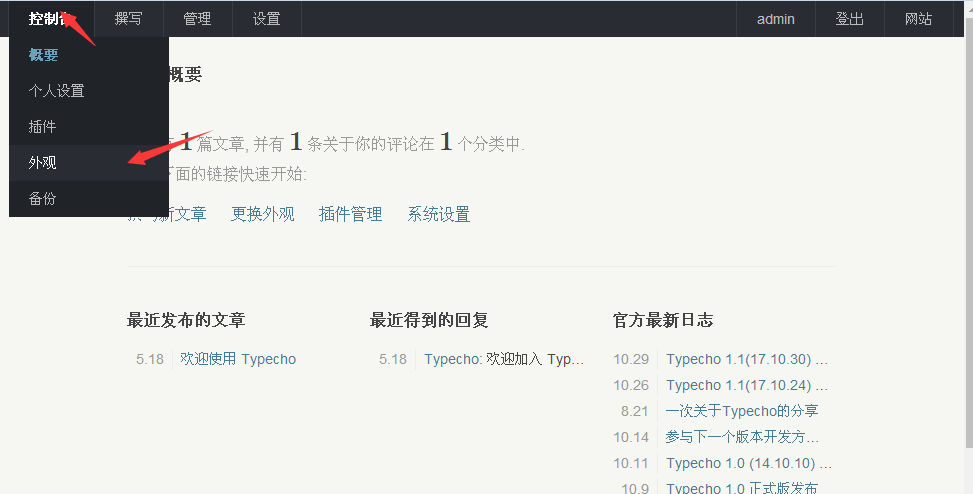 控制台 撰写 管理 设置 admin 登出 网站
概要
个人设置
插件
外观
备份
概要
1 篇文章, 并有 1 条关于你的评论在 1 个分类中.
下面的链接快速开始:
新文章 更换外观 插件管理 系统设置
最近发布的文章 最近得到的回复 官方最新日志
5.18 欢迎使用 Typecho 5.18 Typecho: 欢迎加入 Typ... 10.29 Typecho 1.1(17.10.30) ...
10.26 Typecho 1.1(17.10.24) ...
8.21 一次关于Typecho的分享
10.14 参与下一个版本开发方...
10.11 Typecho 1.0 (14.10.10) ...
10.9 Typecho 1.0 正式版发布